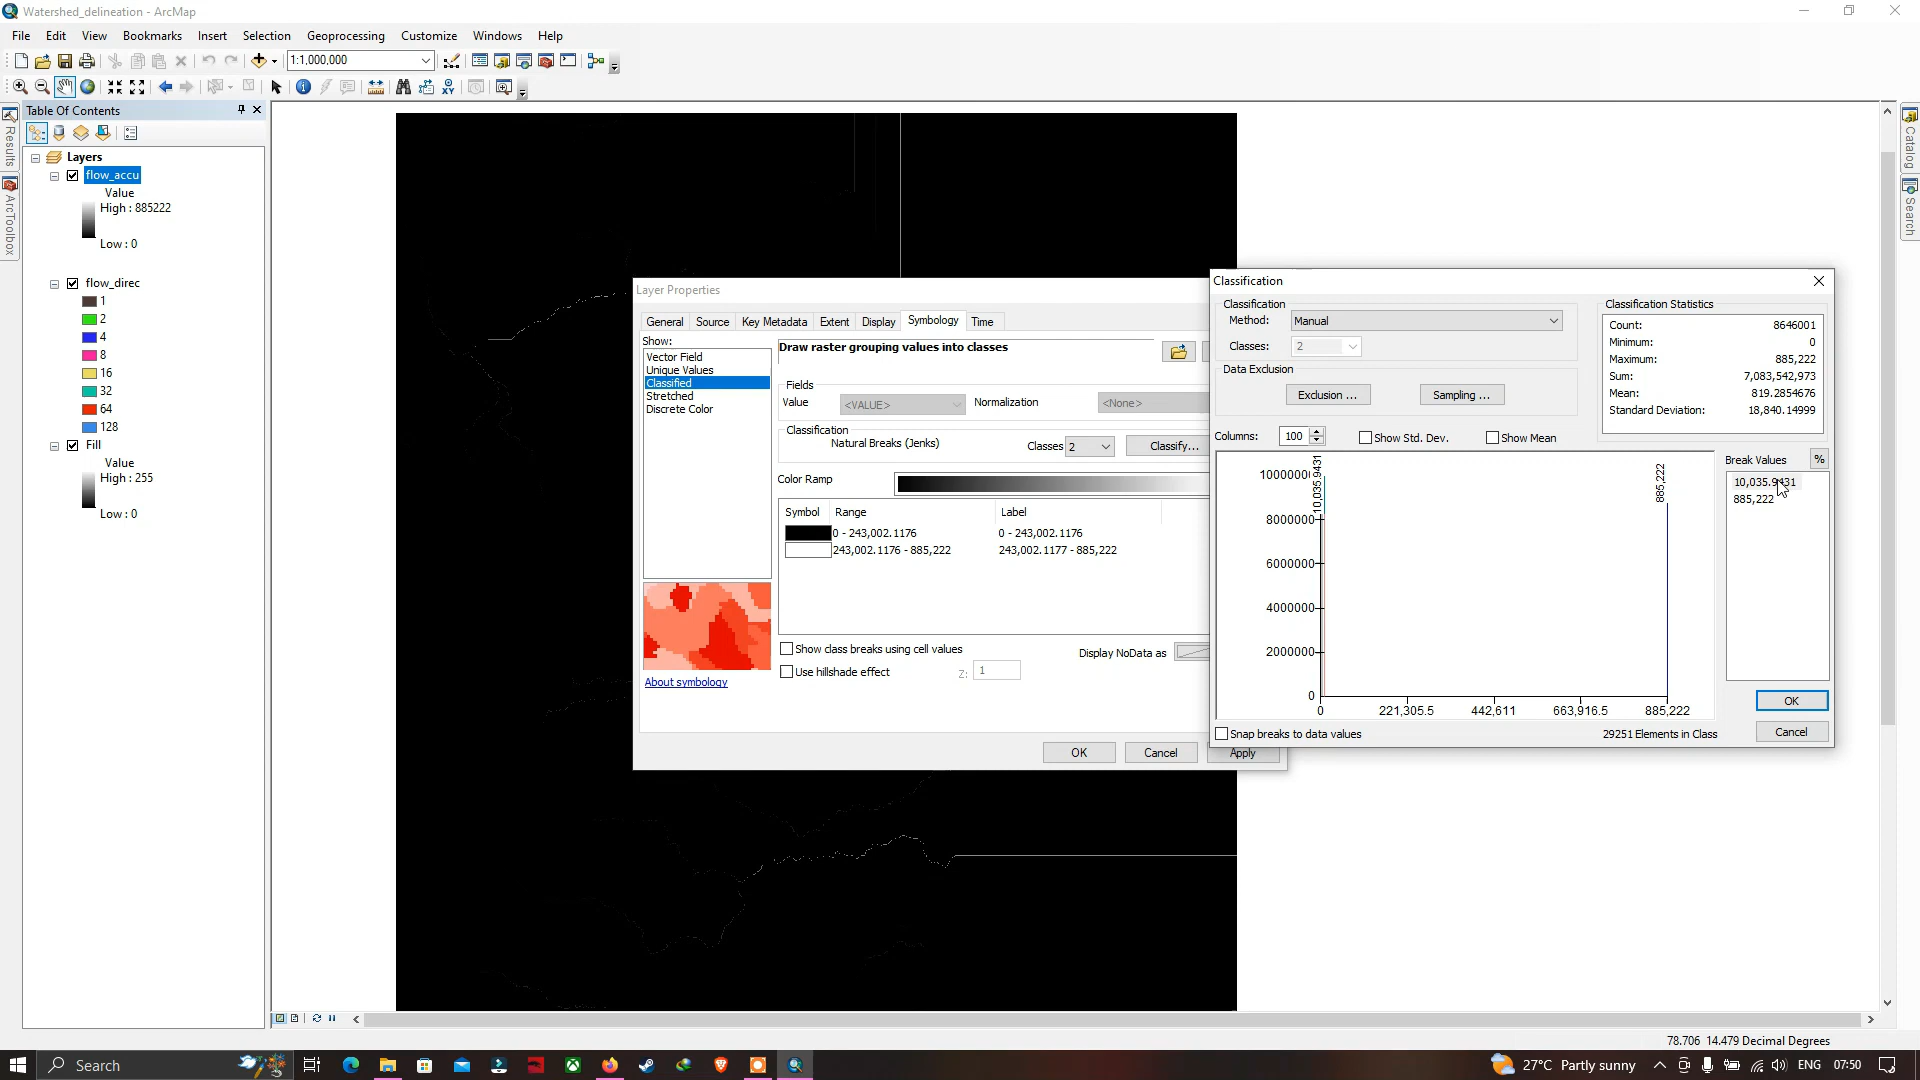 Watershed_delineation - ArcMap
File Edit View Bookmarks Insert Selection Geoprocessing Customize Windows Help
1:1,000,000
Table Of Contents
Results
ArcToolbox
Catalog
Search
Layers
flow_accu
Value
High : 885222
Low : 0
flow_direc
1
2
4
8
16
32
64
128
Fill
Value
High : 255
Low : 0
Layer Properties
General Source Key Metadata Extent Display Symbology Time
Show:
Vector Field
Unique Values
Classified
Stretched
Discrete Color
About symbology
Draw raster grouping values into classes
Fields
Value <VALUE> Normalization <None>
Classification
Natural Breaks (Jenks) Classes 2 Classify...
Color Ramp
Symbol Range Label
0 - 243,002.1176 0 - 243,002.1176
243,002.1176 - 885,222 243,002.1177 - 885,222
Show class breaks using cell values
Display NoData as
Use hillshade effect Z: 1
OK Cancel Apply
Classification
Classification
Method: Manual
Classes: 2
Data Exclusion
Exclusion ... Sampling ...
Columns: 100 Show Std. Dev. Show Mean
Classification Statistics
Count: 8646001
Minimum: 0
Maximum: 885,222
Sum: 7,083,542,973
Mean: 819.2854676
Standard Deviation: 18,840.14999
Break Values %
10,035.9431
885,222
10,035.9431
885,222
8000000
6000000
4000000
2000000
0
0 221,305.5 442,611 663,916.5 885,222
Snap breaks to data values
29251 Elements in Class
OK
Cancel
78.706 14.479 Decimal Degrees
Search
27°C Partly sunny
ENG 07:50